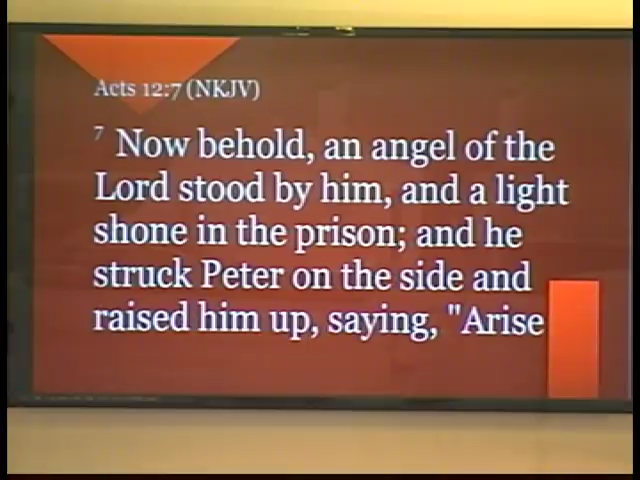 Acts 12:7 (NKJV)
7 Now behold, an angel of the
Lord stood by him, and a light
shone in the prison; and he
struck Peter on the side and
raised him up, saying, "Arise